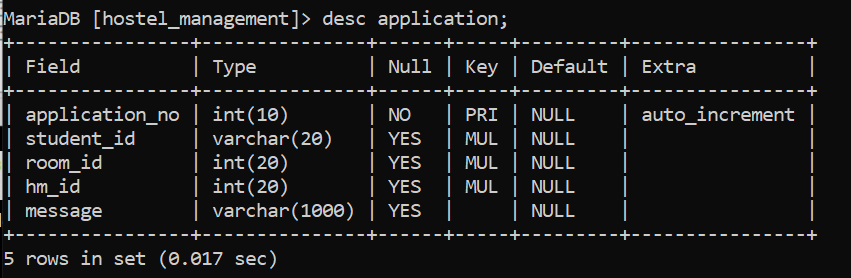 MariaDB [hostel_management]> desc application;
+----------------+---------------+------+-----+---------+----------------+
| Field          | Type          | Null | Key | Default | Extra          |
+----------------+---------------+------+-----+---------+----------------+
| application_no | int(10)       | NO   | PRI | NULL    | auto_increment |
| student_id     | varchar(20)   | YES  | MUL | NULL    |                |
| room_id        | int(20)       | YES  | MUL | NULL    |                |
| hm_id          | int(20)       | YES  | MUL | NULL    |                |
| message        | varchar(1000) | YES  |     | NULL    |                |
+----------------+---------------+------+-----+---------+----------------+
5 rows in set (0.017 sec)